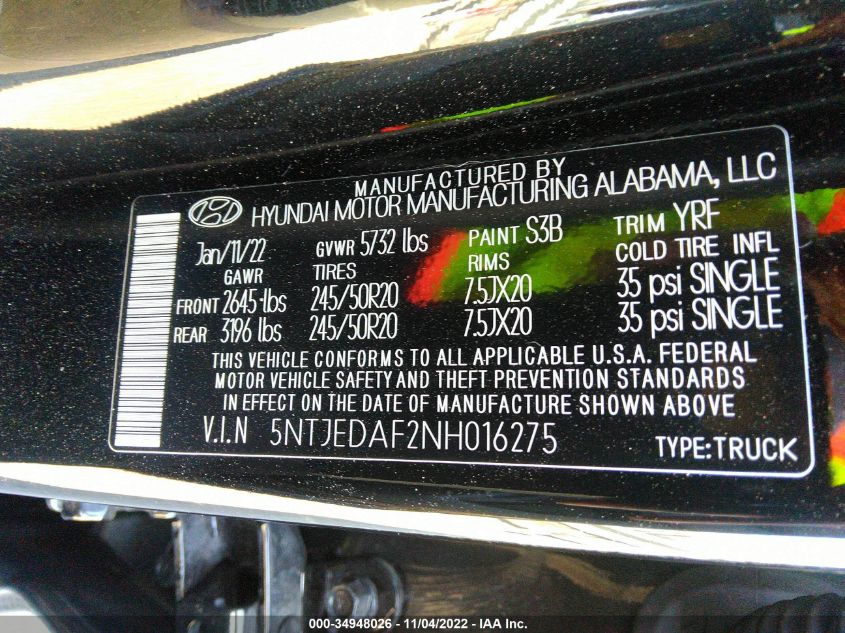 MANUFACTURED BY
HYUNDAI MOTOR MANUFACTURING ALABAMA, LLC
Jan/11/22 GVWR 5732 lbs PAINT S3B TRIM YRF
GAWR TIRES RIMS COLD TIRE INFL
FRONT 2645 lbs 245/50R20 7.5JX20 35 psi SINGLE
REAR 3196 lbs 245/50R20 7.5JX20 35 psi SINGLE
THIS VEHICLE CONFORMS TO ALL APPLICABLE U.S.A. FEDERAL
MOTOR VEHICLE SAFETY AND THEFT PREVENTION STANDARDS
IN EFFECT ON THE DATE OF MANUFACTURE SHOWN ABOVE
V.I.N 5NTJEDAF2NH016275 TYPE:TRUCK
000-34948026 - 11/04/2022 - IAA Inc.